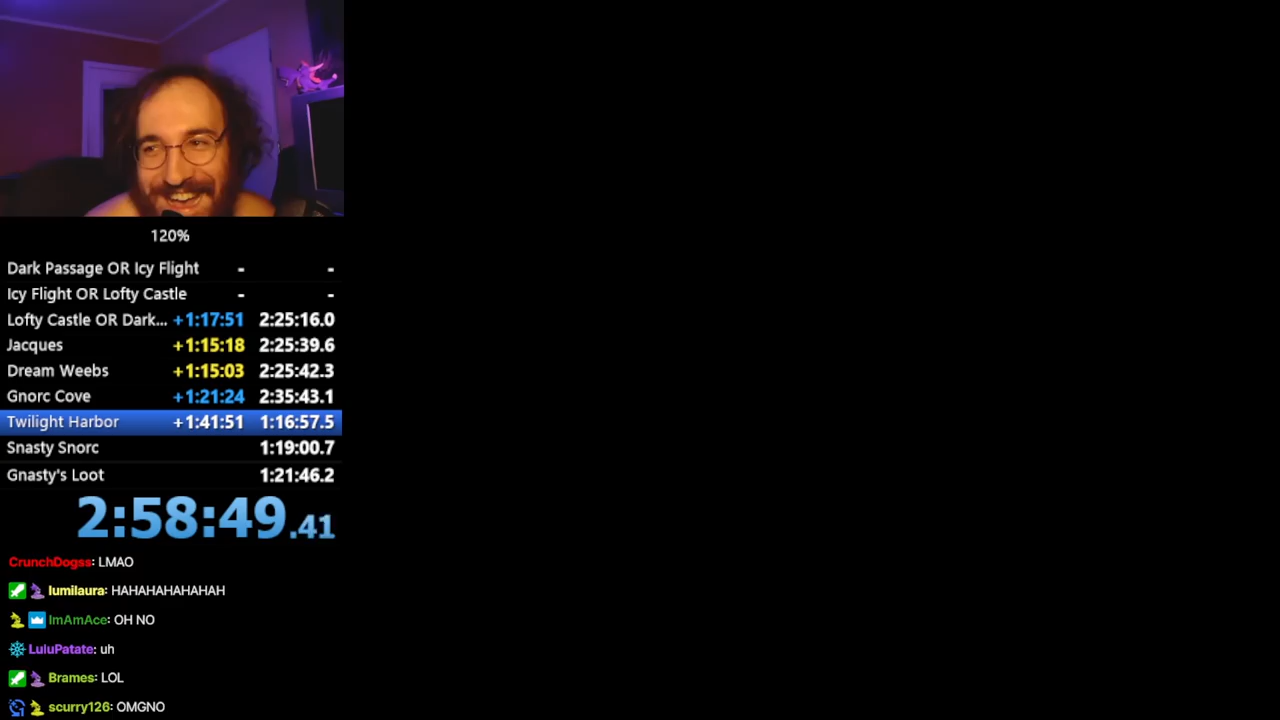 120%
Dark Passage OR Icy Flight - -
Icy Flight OR Lofty Castle - -
Lofty Castle OR Dark... +1:17:51 2:25:16.0
Jacques +1:15:18 2:25:39.6
Dream Weebs +1:15:03 2:25:42.3
Gnorc Cove +1:21:24 2:35:43.1
Twilight Harbor +1:41:51 1:16:57.5
Snasty Snorc 1:19:00.7
Gnasty's Loot 1:21:46.2
2:58:49.41
CrunchDogss: LMAO
lumilaura: HAHAHAHAHAHAH
ImAmAce: OH NO
LuluPatate: uh
Brames: LOL
scurry126: OMGNO